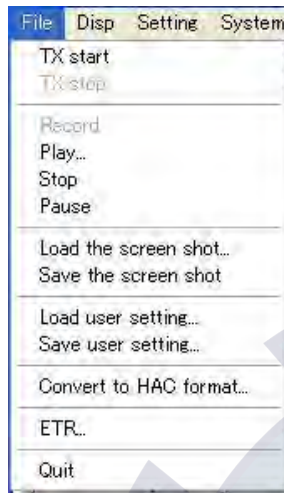 File Disp Setting System
TX start
TX stop
Record
Play...
Stop
Pause
Load the screen shot...
Save the screen shot
Load user setting...
Save user setting...
Convert to HAC format...
ETR...
Quit